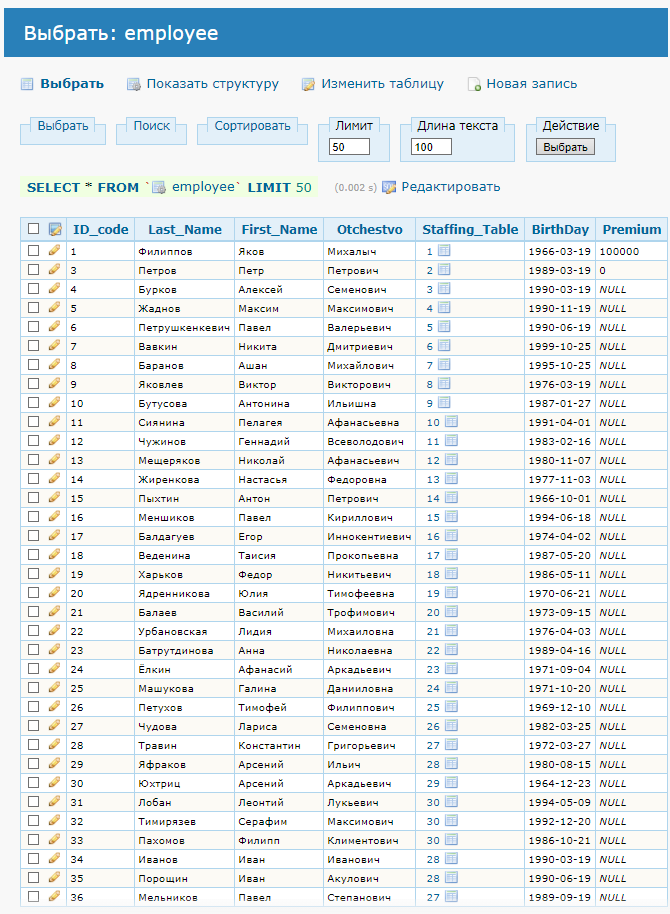 Выбрать: employee
Выбрать Показать структуру Изменить таблицу Новая запись
Выбрать Поиск Сортировать Лимит Длина текста Действие
50 100 Выбрать
SELECT * FROM `employee` LIMIT 50 (0.002 s) Редактировать
ID_code Last_Name First_Name Otchestvo Staffing_Table BirthDay Premium
1 Филиппов Яков Михалыч 1 1966-03-19 100000
3 Петров Петр Петрович 2 1989-03-19 0
4 Бурков Алексей Семенович 3 1990-03-19 NULL
5 Жаднов Максим Максимович 4 1990-11-19 NULL
6 Петрушкенкевич Павел Валерьевич 5 1990-06-19 NULL
7 Вавкин Никита Дмитриевич 6 1999-10-25 NULL
8 Баранов Ашан Михайлович 7 1995-10-25 NULL
9 Яковлев Виктор Викторович 8 1976-03-19 NULL
10 Бутусова Антонина Ильишна 9 1987-01-27 NULL
11 Сиянина Пелагея Афанасьевна 10 1991-04-01 NULL
12 Чужинов Геннадий Всеволодович 11 1983-02-16 NULL
13 Мещеряков Николай Афанасьевич 12 1980-11-07 NULL
14 Жиренкова Настасья Федоровна 13 1977-11-03 NULL
15 Пыхтин Антон Петрович 14 1966-10-01 NULL
16 Меншиков Павел Кириллович 15 1994-06-18 NULL
17 Балдагуев Егор Иннокентиевич 16 1974-04-02 NULL
18 Веденина Таисия Прокопьевна 17 1987-05-20 NULL
19 Харьков Федор Никитьевич 18 1986-05-11 NULL
20 Ядренникова Юлия Тимофеевна 19 1970-06-21 NULL
21 Балаев Василий Трофимович 20 1973-09-15 NULL
22 Урбановская Лидия Михаиловна 21 1976-04-03 NULL
23 Батрутдинова Анна Николаевна 22 1989-04-16 NULL
24 Ёлкин Афанасий Аркадьевич 23 1971-09-04 NULL
25 Машукова Галина Данииловна 24 1971-10-20 NULL
26 Петухов Тимофей Филиппович 25 1969-12-10 NULL
27 Чудова Лариса Семеновна 26 1982-03-25 NULL
28 Травин Константин Григорьевич 27 1972-03-27 NULL
29 Яфраков Арсений Ильич 28 1980-08-15 NULL
30 Юхтриц Арсений Аркадьевич 29 1964-12-23 NULL
31 Лобан Леонтий Лукьевич 30 1994-05-09 NULL
32 Тимирязев Серафим Максимович 30 1992-12-20 NULL
33 Пахомов Филипп Климентович 30 1986-10-21 NULL
34 Иванов Иван Иванович 28 1990-03-19 NULL
35 Порощин Иван Акулович 28 1990-06-19 NULL
36 Мельников Павел Степанович 27 1989-09-19 NULL